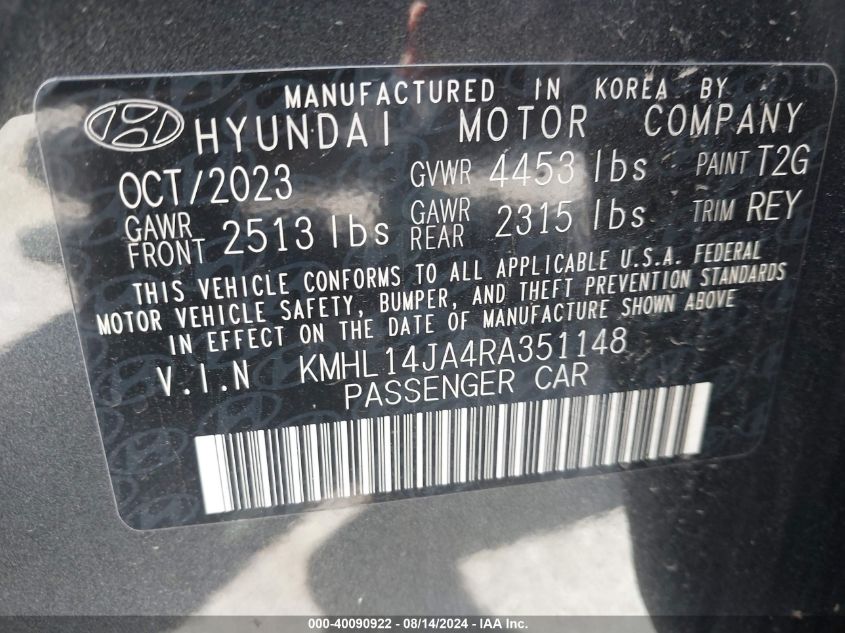 MANUFACTURED IN KOREA BY
HYUNDAI MOTOR COMPANY
OCT/2023 GVWR 4453 lbs PAINT T2G
GAWR FRONT 2513 lbs GAWR REAR 2315 lbs TRIM REY
THIS VEHICLE CONFORMS TO ALL APPLICABLE U.S.A. FEDERAL
MOTOR VEHICLE SAFETY, BUMPER, AND THEFT PREVENTION STANDARDS
IN EFFECT ON THE DATE OF MANUFACTURE SHOWN ABOVE
V.I.N KMHL14JA4RA351148
PASSENGER CAR
000-40090922 - 08/14/2024 - IAA Inc.